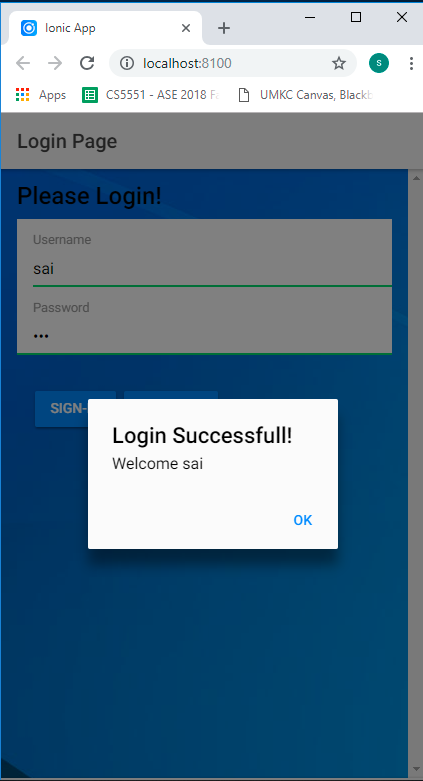 Ionic App
localhost:8100
S
Apps
CS5551 - ASE 2018 Fa
UMKC Canvas, Blackb
Login Page
Please Login!
Username
sai
Password
•••
SIGN-
Login Successfull!
Welcome sai
OK